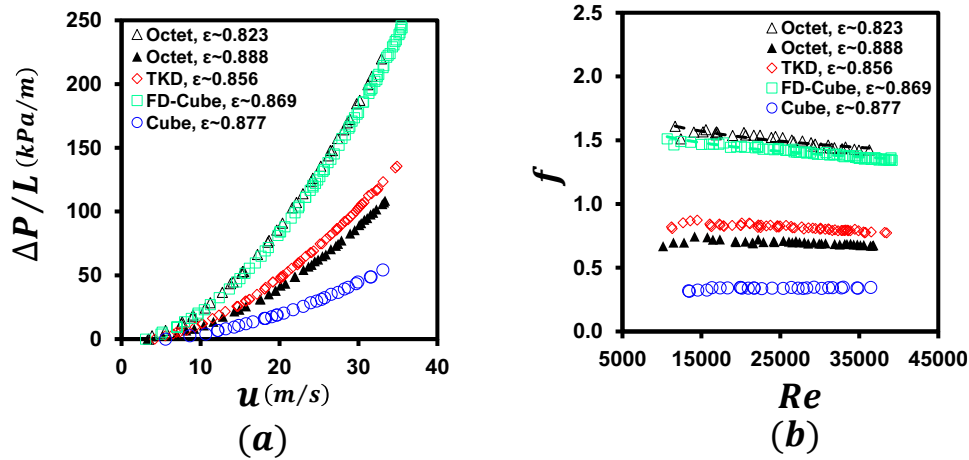 250
200
150
100
50
0
ΔP/L (kPa/m)
△ Octet, ε~0.823
▲ Octet, ε~0.888
◇ TKD, ε~0.856
□ FD-Cube, ε~0.869
○ Cube, ε~0.877
0 10 20 30 40
u (m/s)
(a)
2.5
2.0
1.5
1.0
0.5
0.0
f
△ Octet, ε~0.823
▲ Octet, ε~0.888
◇ TKD, ε~0.856
□ FD-Cube, ε~0.869
○ Cube, ε~0.877
5000 15000 25000 35000 45000
Re
(b)